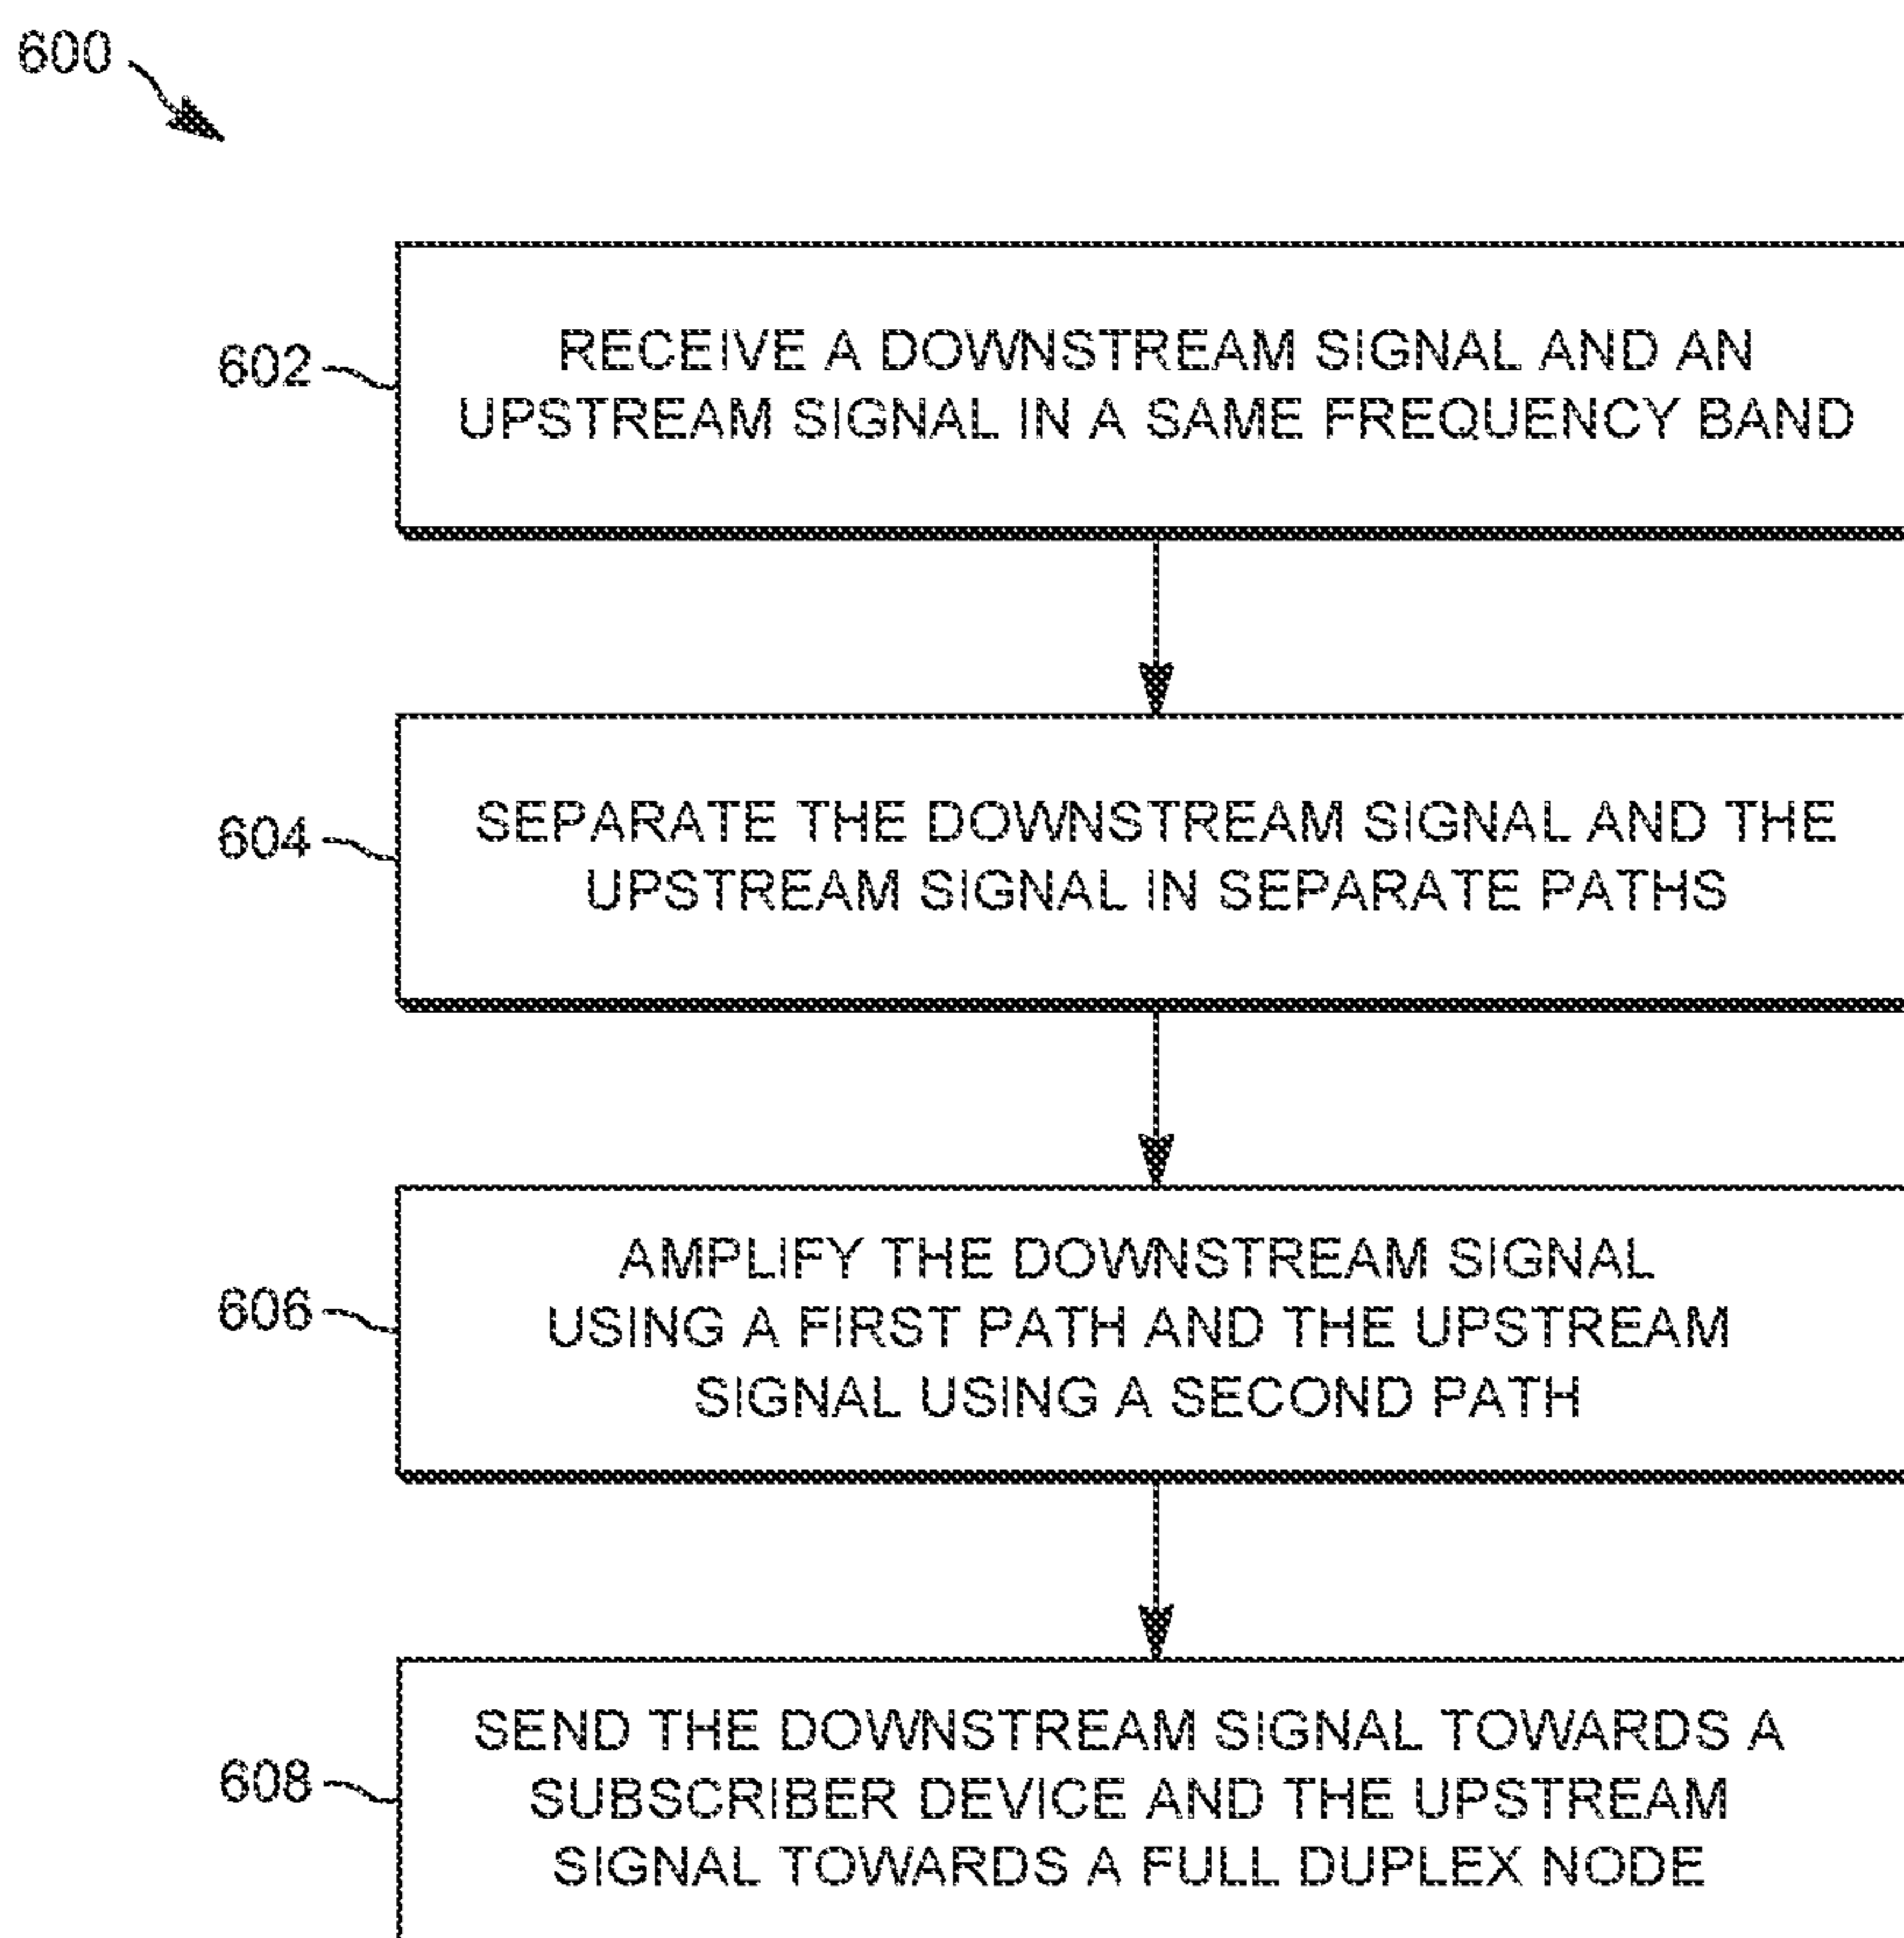 600
602
RECEIVE A DOWNSTREAM SIGNAL AND AN
UPSTREAM SIGNAL IN A SAME FREQUENCY BAND
604
SEPARATE THE DOWNSTREAM SIGNAL AND THE
UPSTREAM SIGNAL IN SEPARATE PATHS
606
AMPLIFY THE DOWNSTREAM SIGNAL
USING A FIRST PATH AND THE UPSTREAM
SIGNAL USING A SECOND PATH
608
SEND THE DOWNSTREAM SIGNAL TOWARDS A
SUBSCRIBER DEVICE AND THE UPSTREAM
SIGNAL TOWARDS A FULL DUPLEX NODE